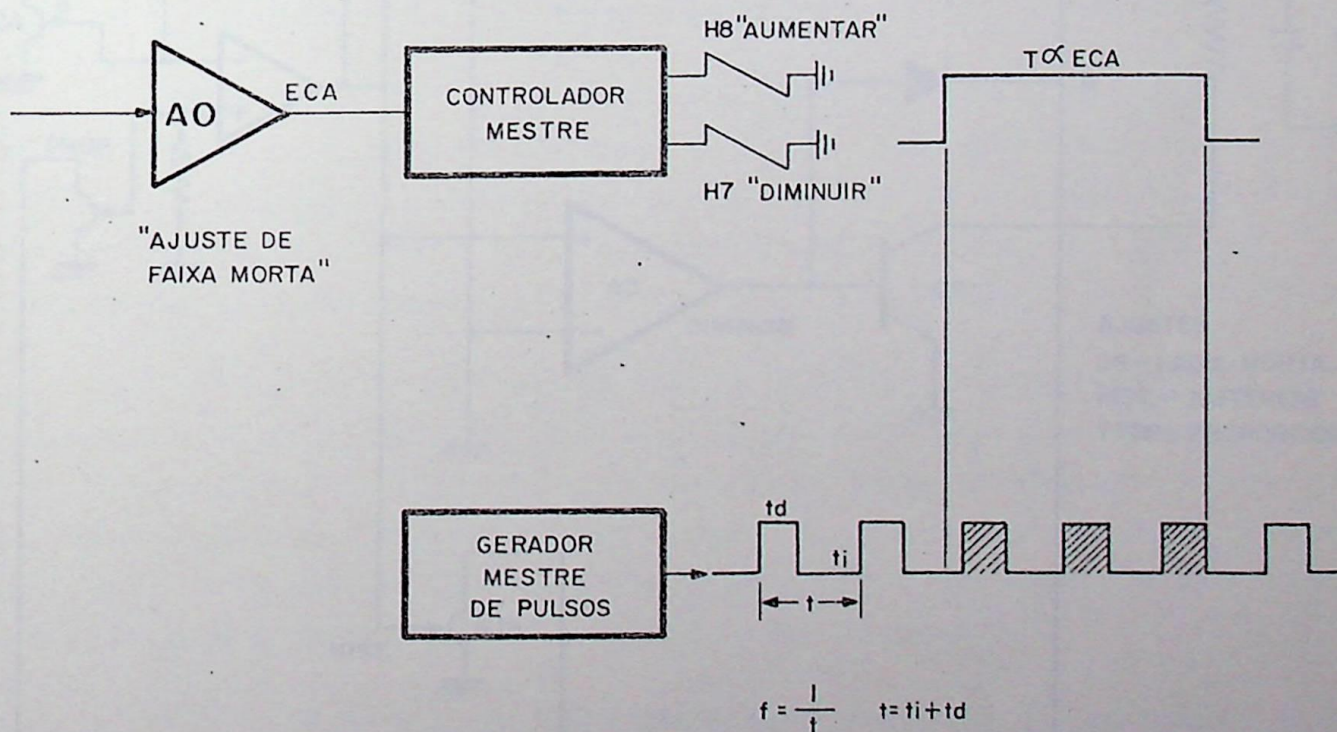 H8 "AUMENTAR"
T∝ ECA
AO
ECA
CONTROLADOR
MESTRE
H7 "DIMINUIR"
"AJUSTE DE
FAIXA MORTA"
td
ti
t
GERADOR
MESTRE
DE PULSOS
f = 1/t t = ti + td